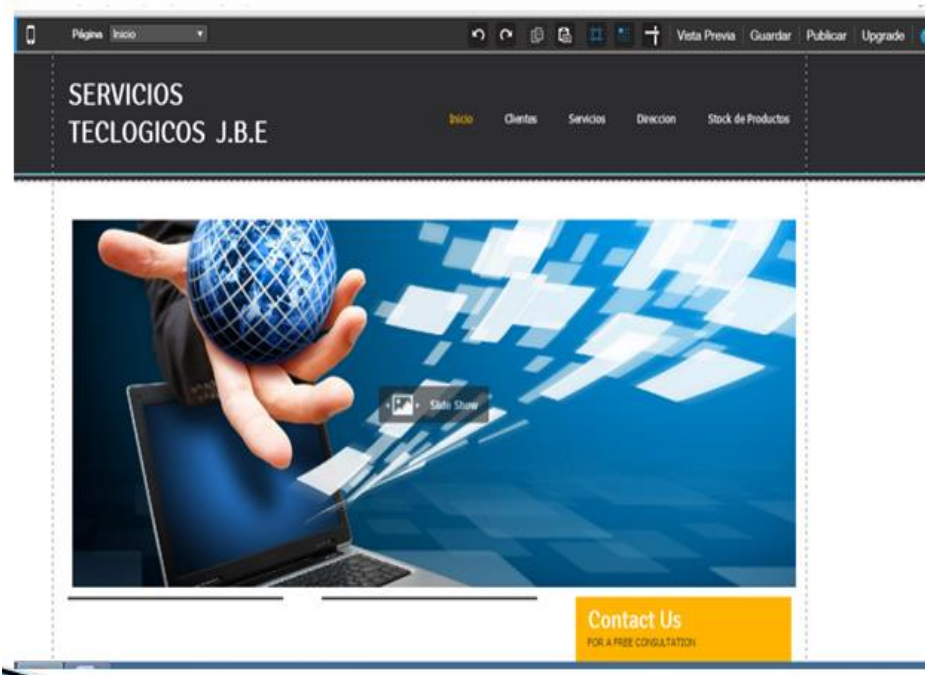 Página Inicio
Vista Previa Guardar Publicar Upgrade
SERVICIOS
TECLOGICOS J.B.E
Inicio Clientes Servicios Direccion Stock de Productos
Slide Show
Contact Us
FOR A FREE CONSULTATION